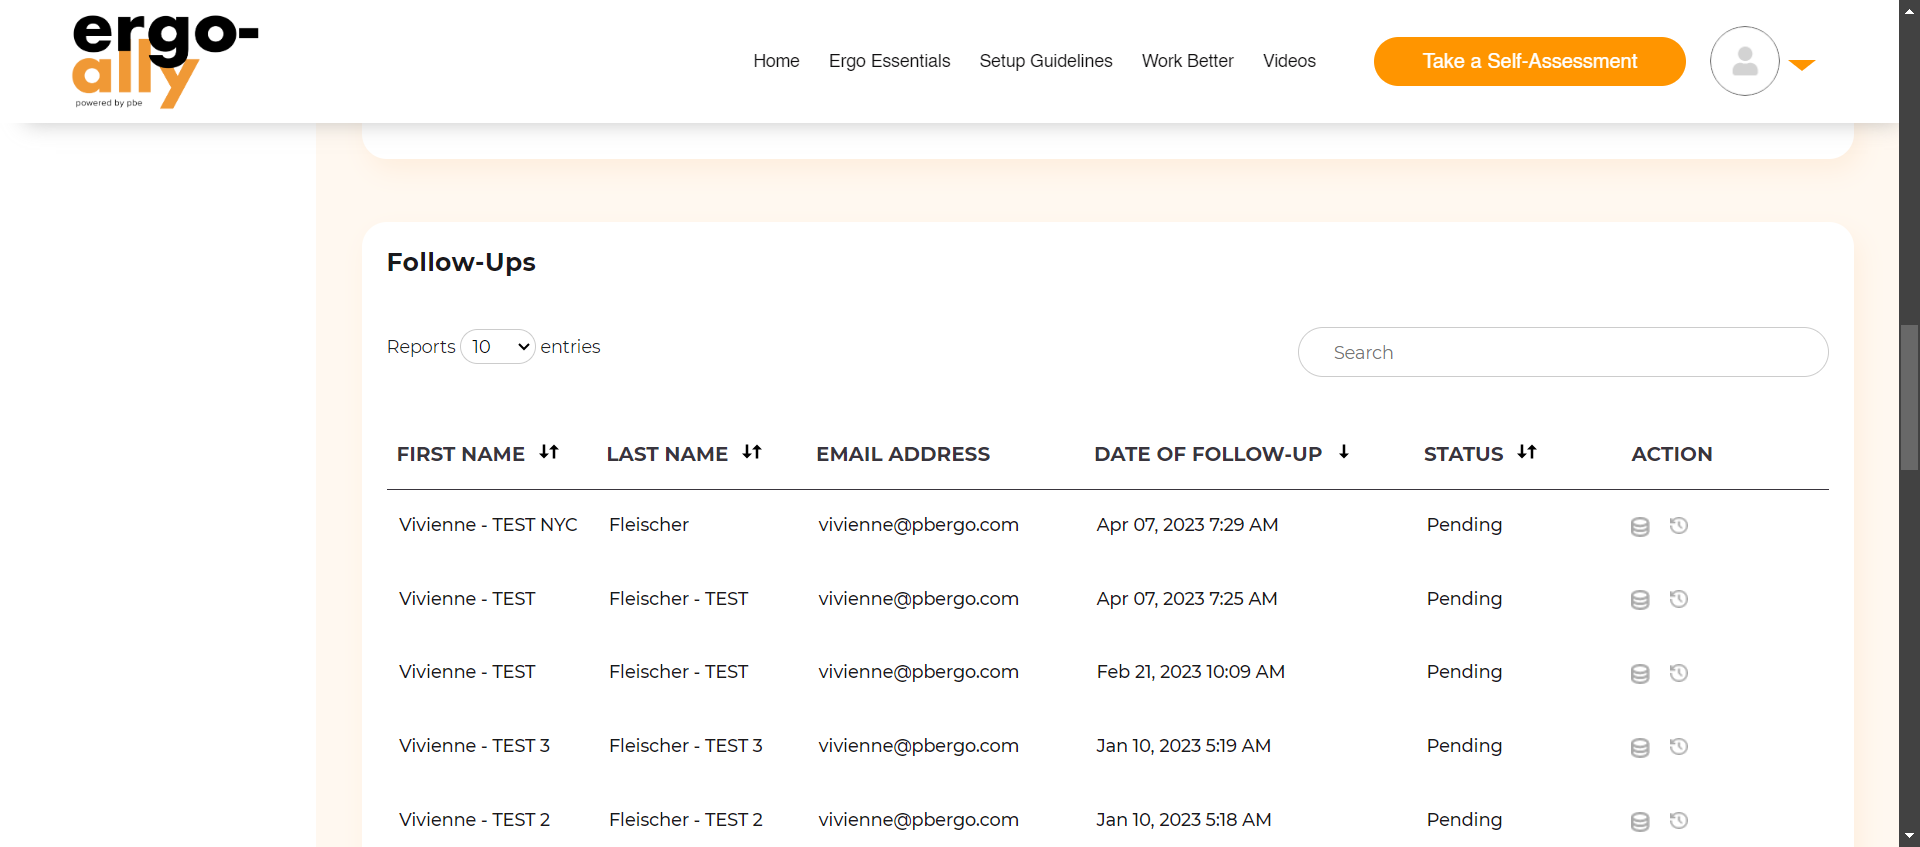 ergo-
ally
powered by pbe
Home Ergo Essentials Setup Guidelines Work Better Videos Take a Self-Assessment
Follow-Ups
Reports 10 entries Search
FIRST NAME LAST NAME EMAIL ADDRESS DATE OF FOLLOW-UP STATUS ACTION
Vivienne - TEST NYC Fleischer vivienne@pbergo.com Apr 07, 2023 7:29 AM Pending
Vivienne - TEST Fleischer - TEST vivienne@pbergo.com Apr 07, 2023 7:25 AM Pending
Vivienne - TEST Fleischer - TEST vivienne@pbergo.com Feb 21, 2023 10:09 AM Pending
Vivienne - TEST 3 Fleischer - TEST 3 vivienne@pbergo.com Jan 10, 2023 5:19 AM Pending
Vivienne - TEST 2 Fleischer - TEST 2 vivienne@pbergo.com Jan 10, 2023 5:18 AM Pending